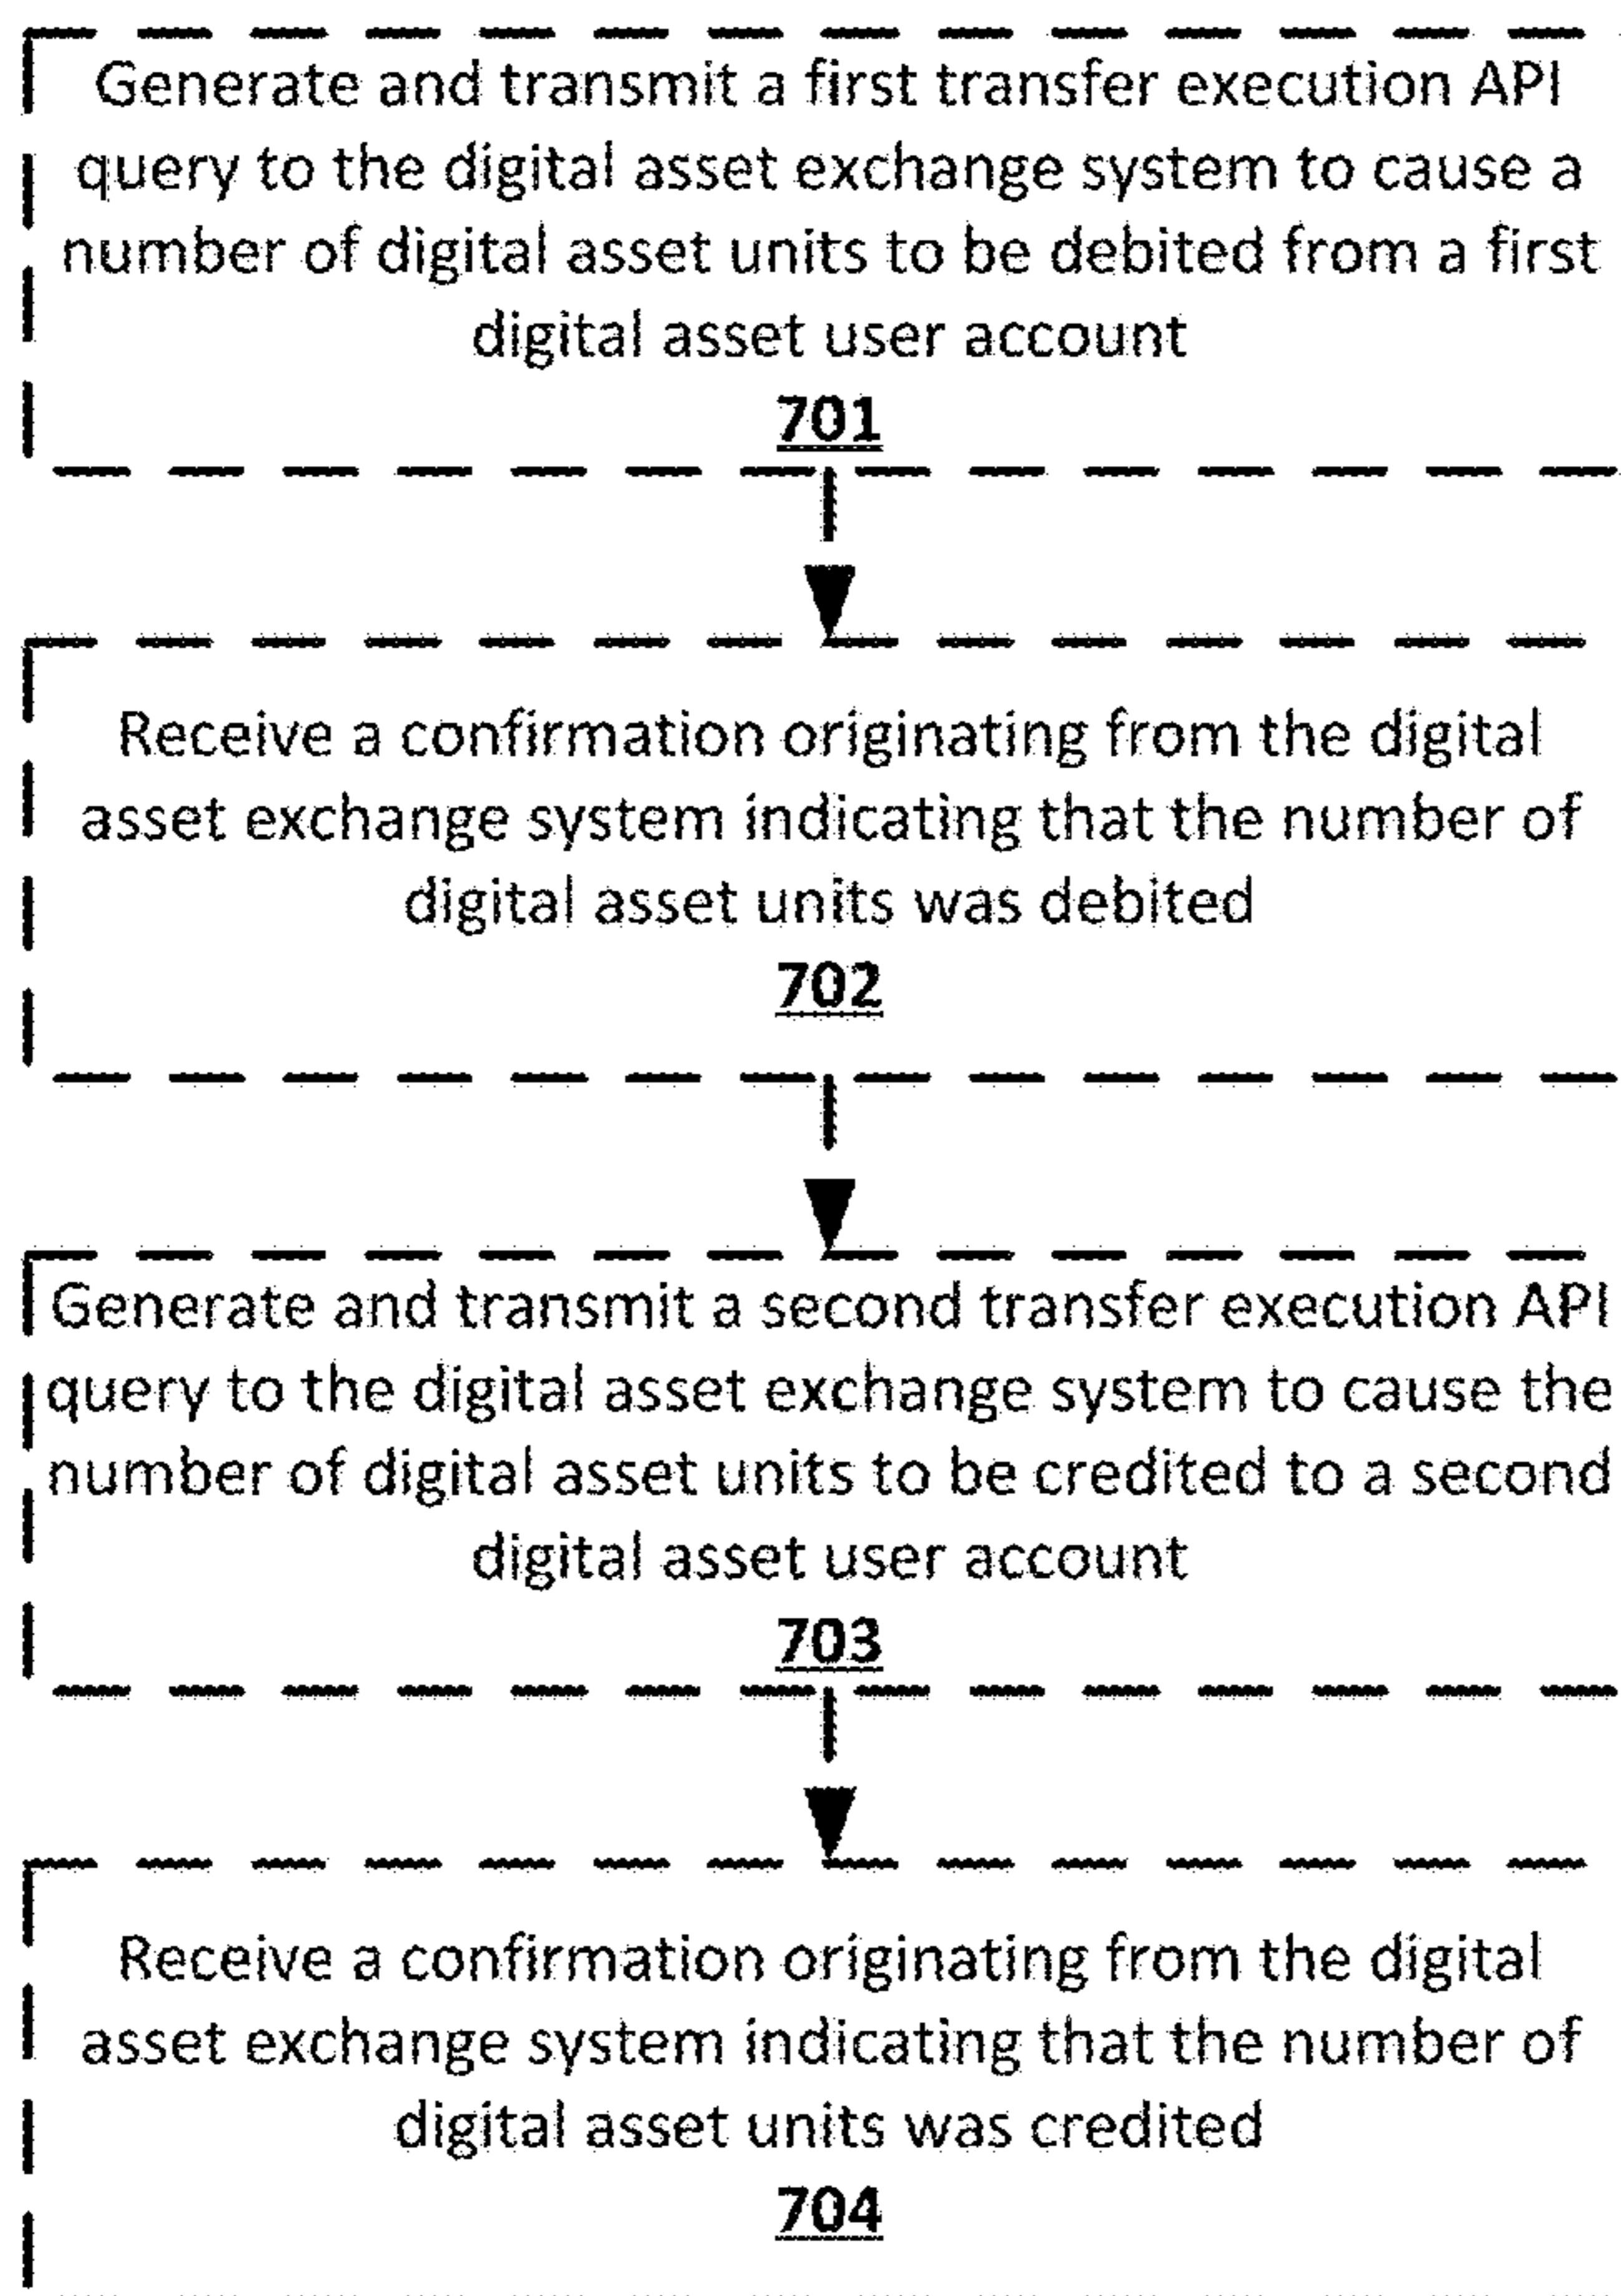 Generate and transmit a first transfer execution API
query to the digital asset exchange system to cause a
number of digital asset units to be debited from a first
digital asset user account
701
Receive a confirmation originating from the digital
asset exchange system indicating that the number of
digital asset units was debited
702
Generate and transmit a second transfer execution API
query to the digital asset exchange system to cause the
number of digital asset units to be credited to a second
digital asset user account
703
Receive a confirmation originating from the digital
asset exchange system indicating that the number of
digital asset units was credited
704